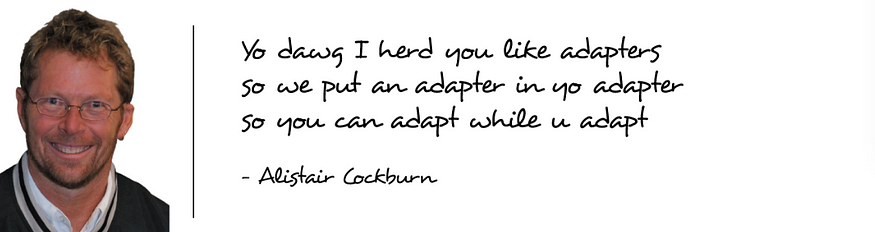 Yo dawg I herd you like adapters
so we put an adapter in yo adapter
so you can adapt while u adapt
- Alistair Cockburn